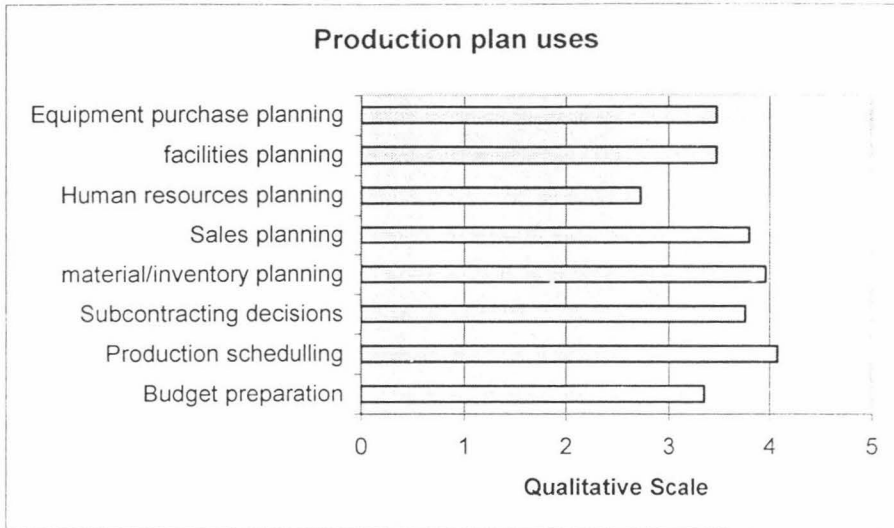 Production plan uses
Equipment purchase planning
facilities planning
Human resources planning
Sales planning
material/inventory planning
Subcontracting decisions
Production schedulling
Budget preparation
0 1 2 3 4 5
Qualitative Scale